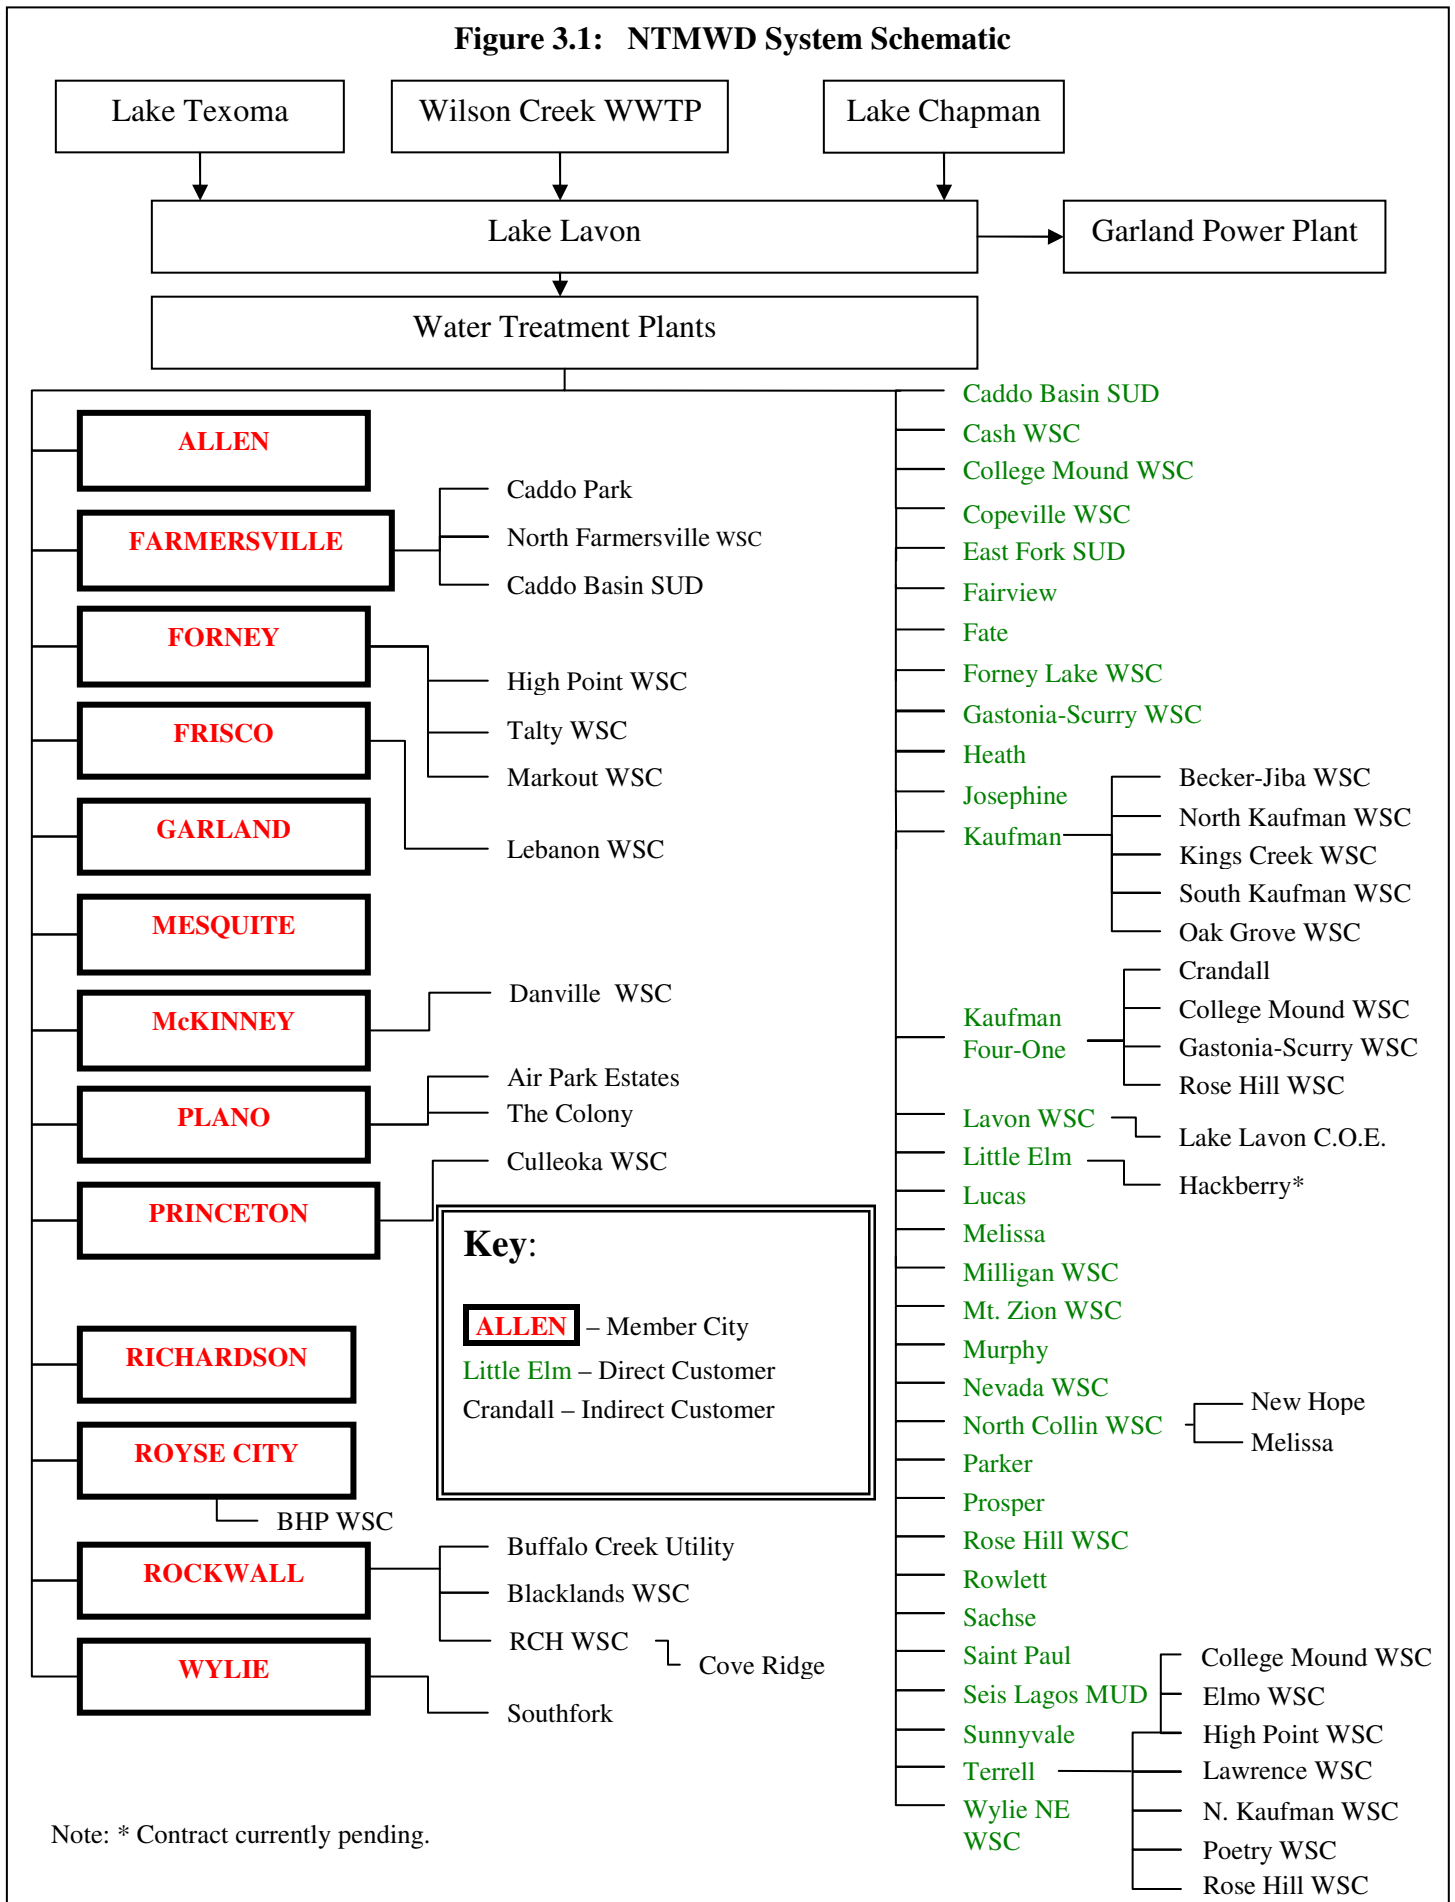 Figure 3.1: NTMWD System Schematic
Lake Texoma
Wilson Creek WWTP
Lake Chapman
Lake Lavon
Garland Power Plant
Water Treatment Plants
ALLEN
FARMERSVILLE
Caddo Park
North Farmersville WSC
Caddo Basin SUD
FORNEY
High Point WSC
Talty WSC
Markout WSC
FRISCO
Lebanon WSC
GARLAND
MESQUITE
McKINNEY
Danville WSC
PLANO
Air Park Estates
The Colony
PRINCETON
Culleoka WSC
RICHARDSON
ROYSE CITY
BHP WSC
ROCKWALL
Buffalo Creek Utility
Blacklands WSC
RCH WSC
Cove Ridge
WYLIE
Southfork
Key:
ALLEN – Member City
Little Elm – Direct Customer
Crandall – Indirect Customer
Caddo Basin SUD
Cash WSC
College Mound WSC
Copeville WSC
East Fork SUD
Fairview
Fate
Forney Lake WSC
Gastonia-Scurry WSC
Heath
Josephine
Kaufman
Becker-Jiba WSC
North Kaufman WSC
Kings Creek WSC
South Kaufman WSC
Oak Grove WSC
Kaufman
Four-One
Crandall
College Mound WSC
Gastonia-Scurry WSC
Rose Hill WSC
Lavon WSC
Lake Lavon C.O.E.
Little Elm
Hackberry*
Lucas
Melissa
Milligan WSC
Mt. Zion WSC
Murphy
Nevada WSC
North Collin WSC
New Hope
Melissa
Parker
Prosper
Rose Hill WSC
Rowlett
Sachse
Saint Paul
Seis Lagos MUD
Sunnyvale
Terrell
College Mound WSC
Elmo WSC
High Point WSC
Lawrence WSC
N. Kaufman WSC
Poetry WSC
Rose Hill WSC
Wylie NE
WSC
Note: * Contract currently pending.